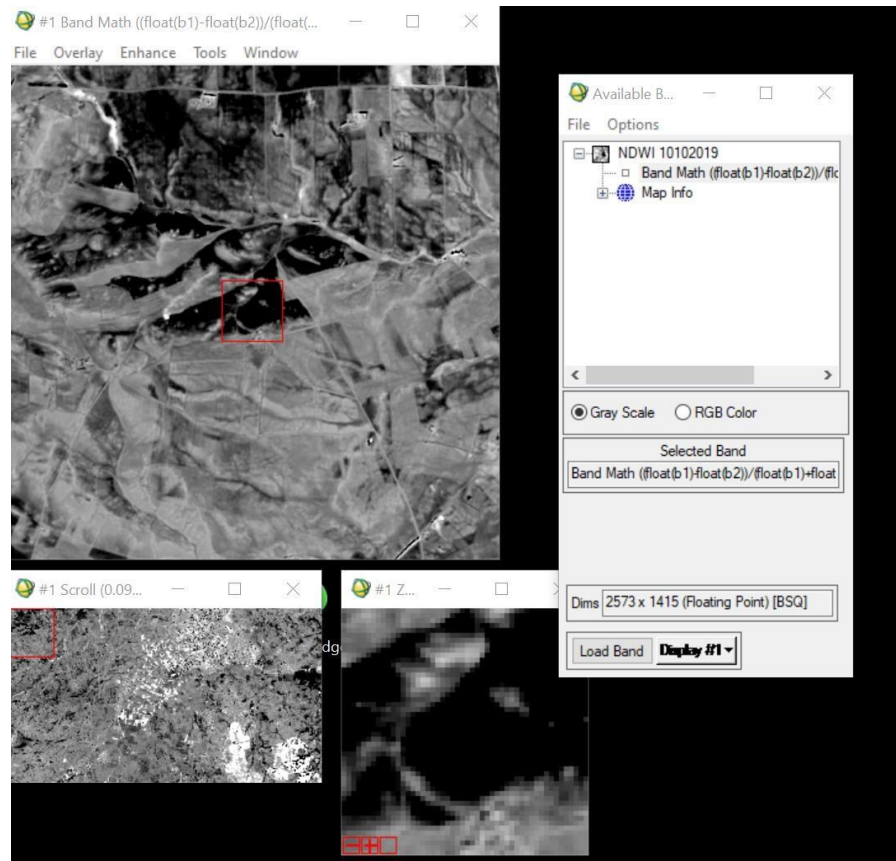 #1 Band Math ((float(b1)-float(b2))/(float(...
File Overlay Enhance Tools Window
Available B...
File Options
NDWI 10102019
Band Math ((float(b1)-float(b2))/(flc
Map Info
Gray Scale RGB Color
Selected Band
Band Math ((float(b1)-float(b2))/(float(b1)+float
Dims 2573 x 1415 (Floating Point) [BSQ]
Load Band Display #1
#1 Scroll (0.09...
#1 Z...
dg